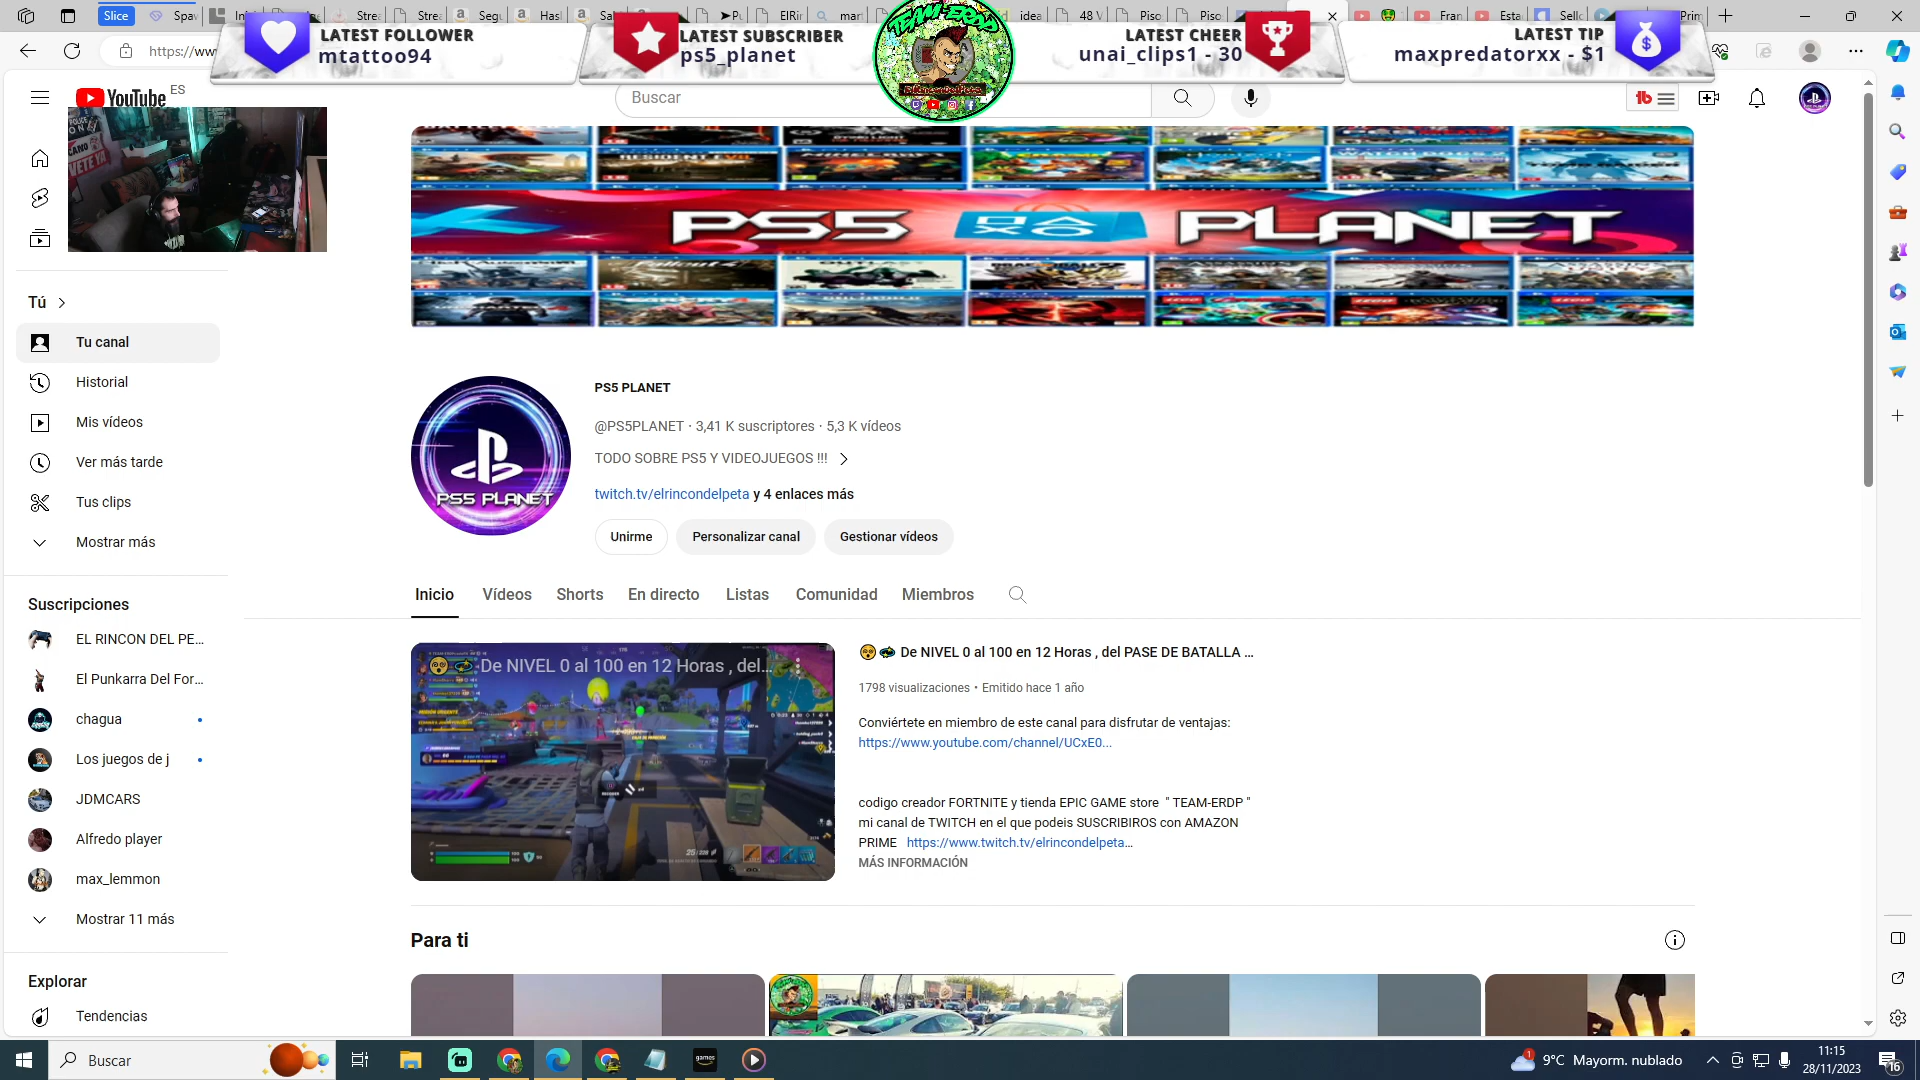 Slice
LATEST FOLLOWER
mtattoo94
LATEST SUBSCRIBER
ps5_planet
TEAM-ERDP
LATEST CHEER
unai_clips1 - 30
LATEST TIP
maxpredatorxx - $1
https://www
YouTube ES
Buscar
PS5 PLANET
Tú
Tu canal
Historial
Mis vídeos
Ver más tarde
Tus clips
Mostrar más
Suscripciones
EL RINCON DEL PE...
El Punkarra Del For...
chagua
Los juegos de j
JDMCARS
Alfredo player
max_lemmon
Mostrar 11 más
Explorar
Tendencias
PS5 PLANET
PS5 PLANET
@PS5PLANET · 3,41 K suscriptores · 5,3 K vídeos
TODO SOBRE PS5 Y VIDEOJUEGOS !!!
twitch.tv/elrincondelpeta y 4 enlaces más
Unirme
Personalizar canal
Gestionar vídeos
Inicio
Vídeos
Shorts
En directo
Listas
Comunidad
Miembros
De NIVEL 0 al 100 en 12 Horas , del...
De NIVEL 0 al 100 en 12 Horas , del PASE DE BATALLA ...
1798 visualizaciones • Emitido hace 1 año
Conviértete en miembro de este canal para disfrutar de ventajas:
https://www.youtube.com/channel/UCxE0...
codigo creador FORTNITE y tienda EPIC GAME store " TEAM-ERDP "
mi canal de TWITCH en el que podeis SUSCRIBIROS con AMAZON
PRIME https://www.twitch.tv/elrincondelpeta...
MÁS INFORMACIÓN
Para ti
Buscar
9°C Mayorm. nublado
11:15
28/11/2023
16